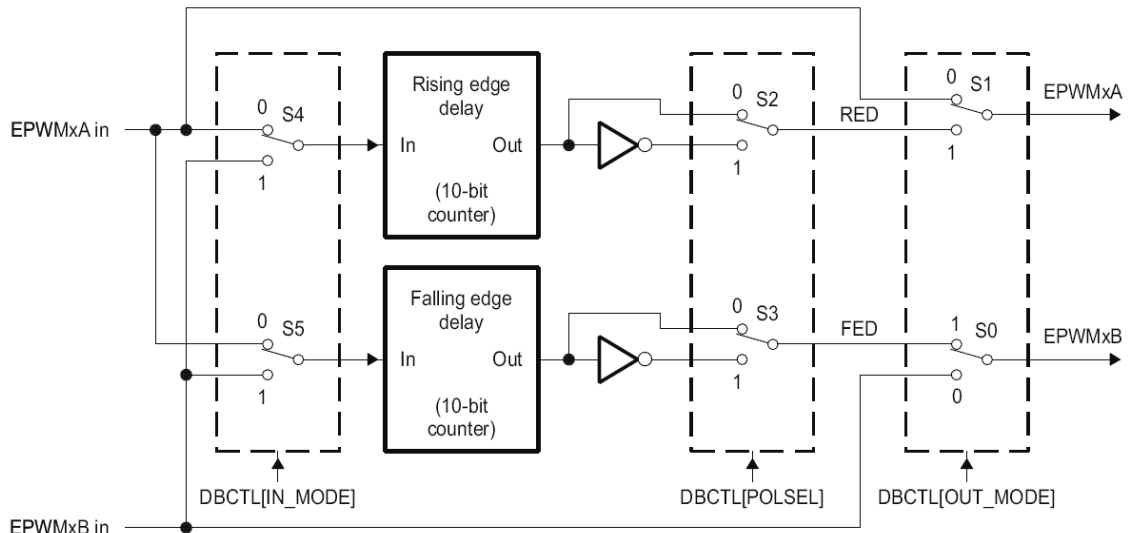 0 S1 EPWMxA
Rising edge
delay
0 S4
0 S2
EPWMxA in
RED
In Out
1
1
1
(10-bit
counter)
Falling edge
delay
0 S5
0 S3
FED
1 S0
EPWMxB
In Out
1
1
0
(10-bit
counter)
DBCTL[IN_MODE] DBCTL[POLSEL] DBCTL[OUT_MODE]
EPWMxB in